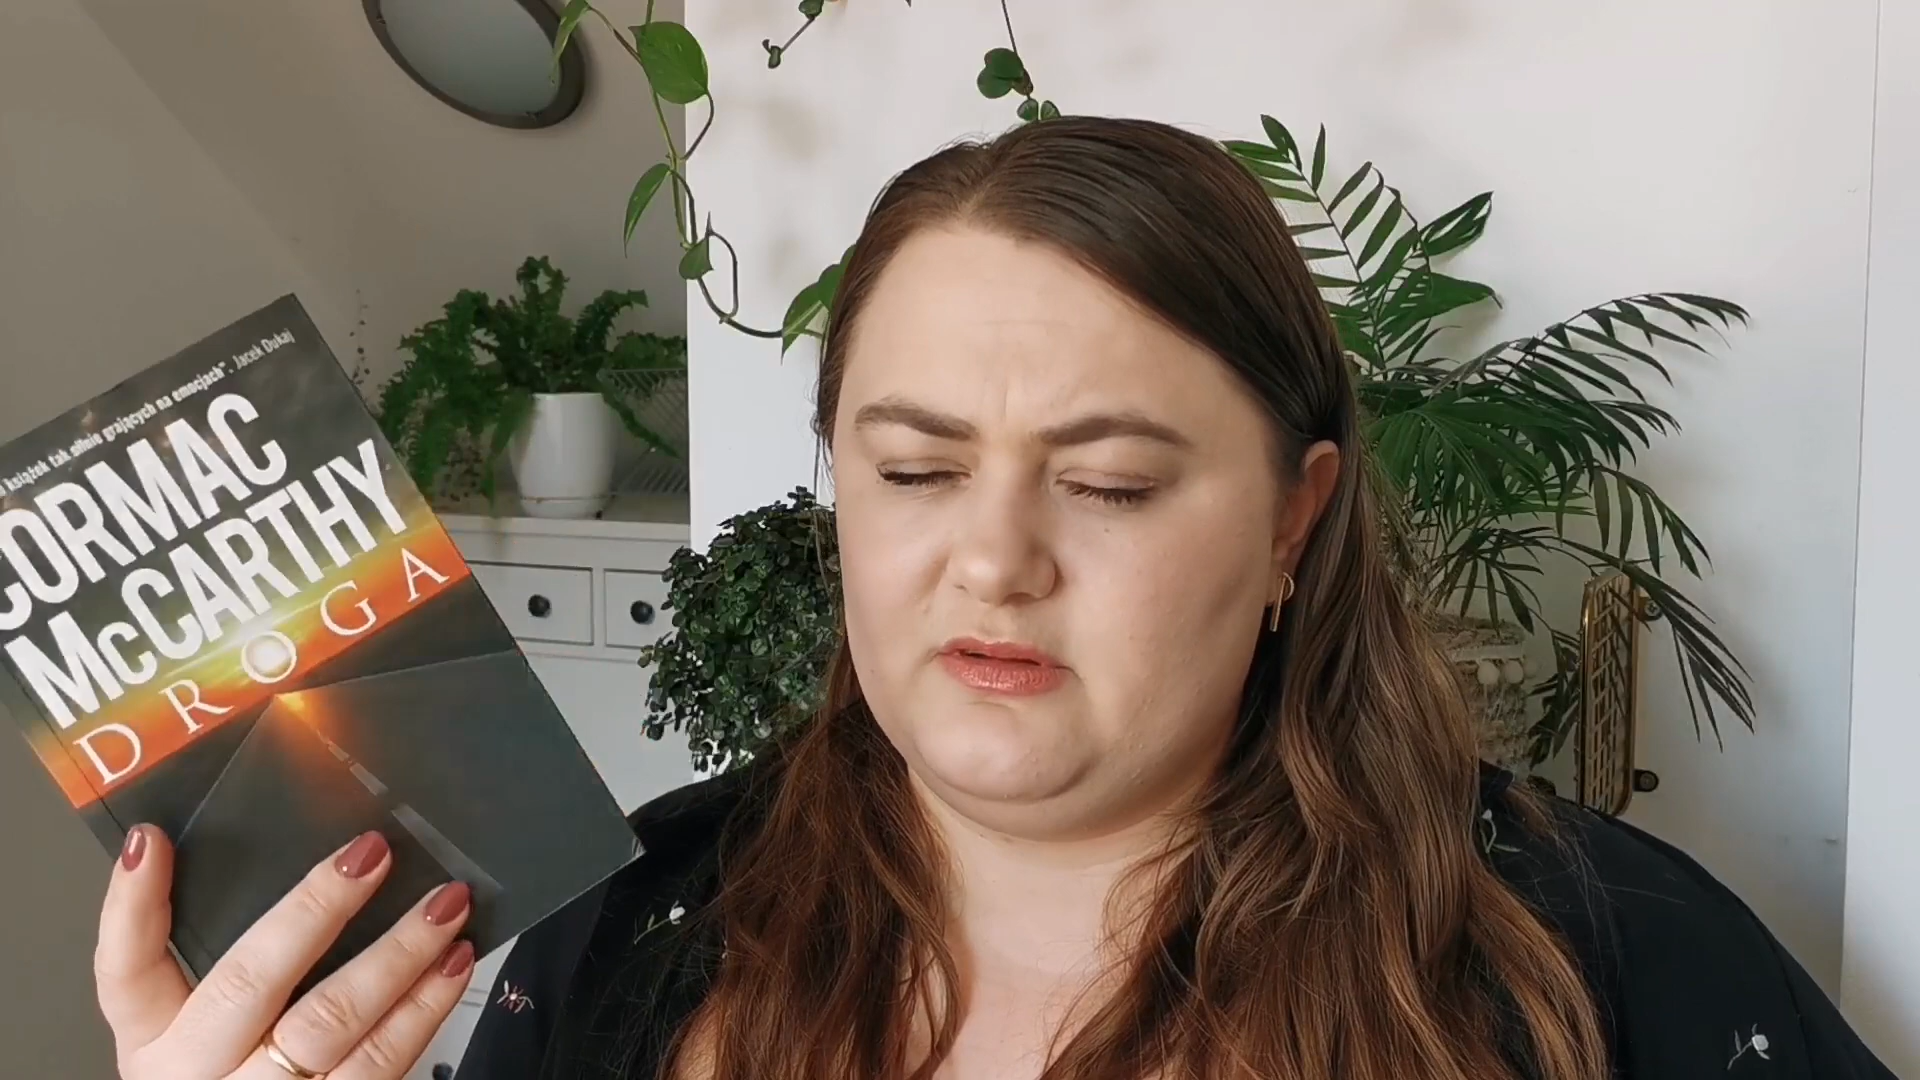 książek tak silnie grających na emocjach". Jacek Dukaj
CORMAC
McCARTHY
DROGA